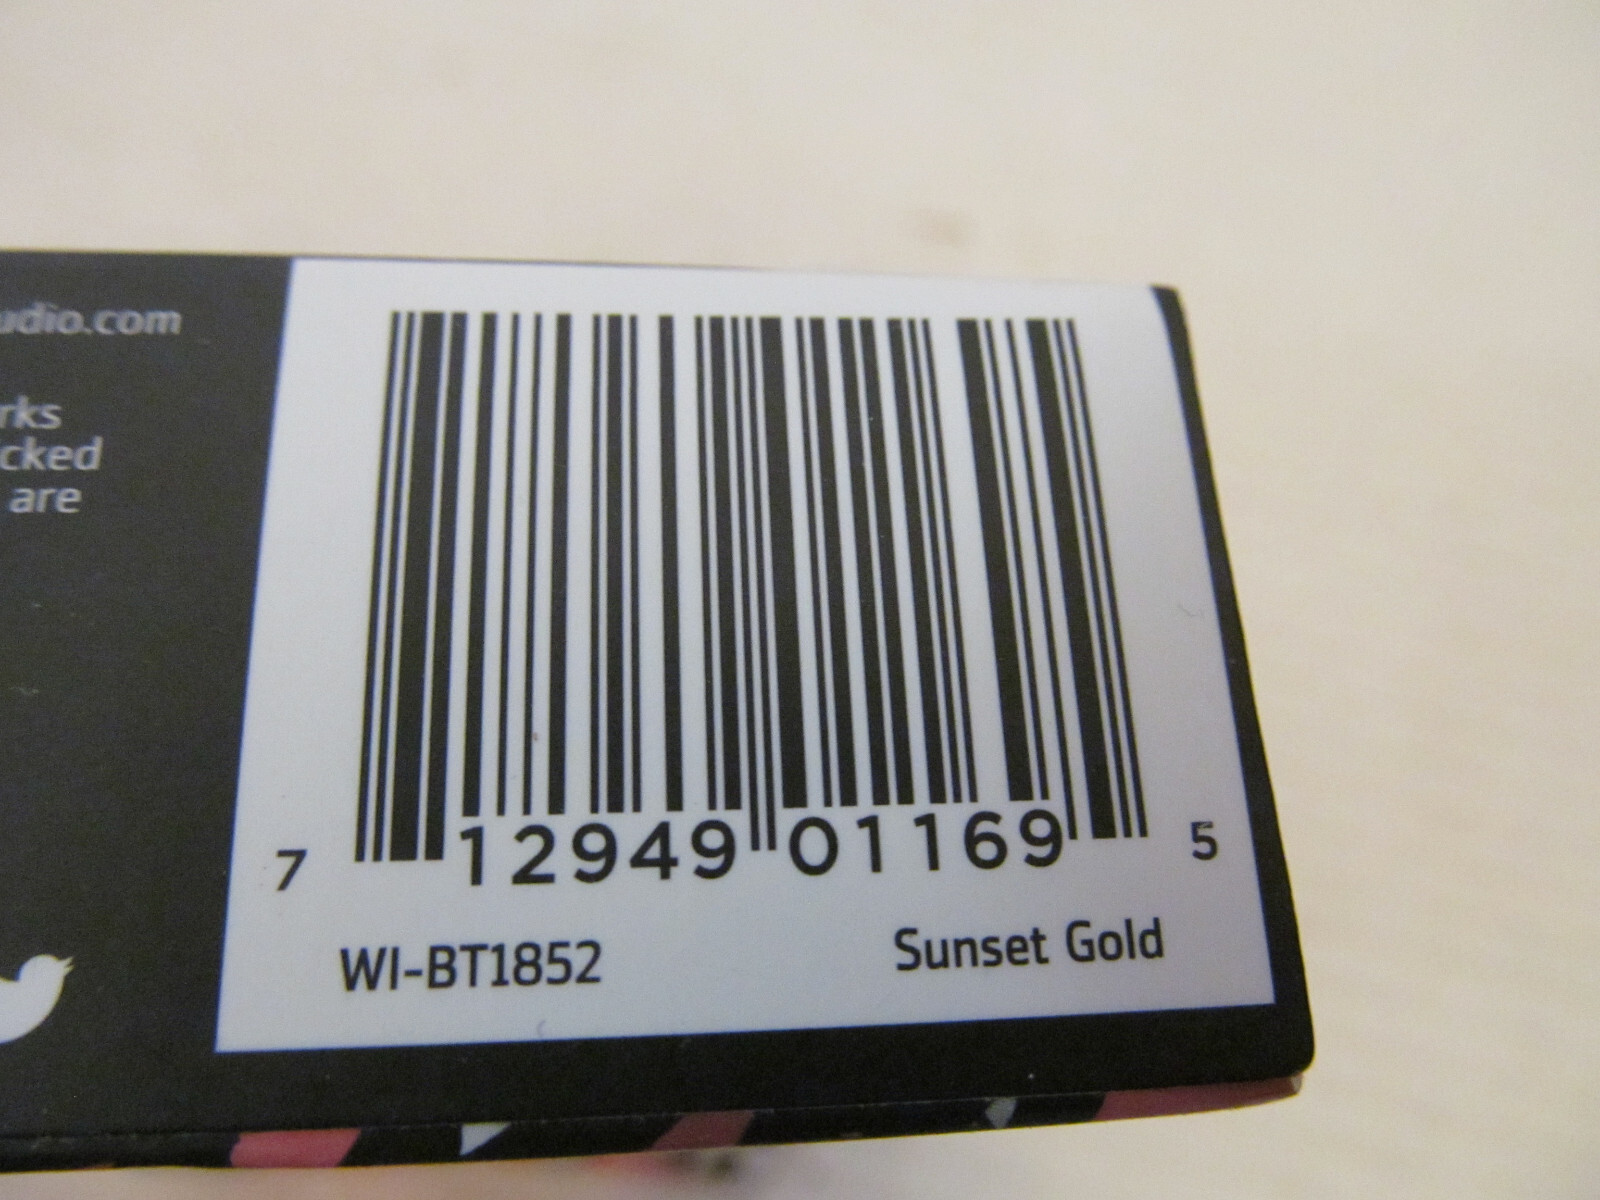 udio.com
rks
cked
are
7 12949 01169 5
WI-BT1852
Sunset Gold